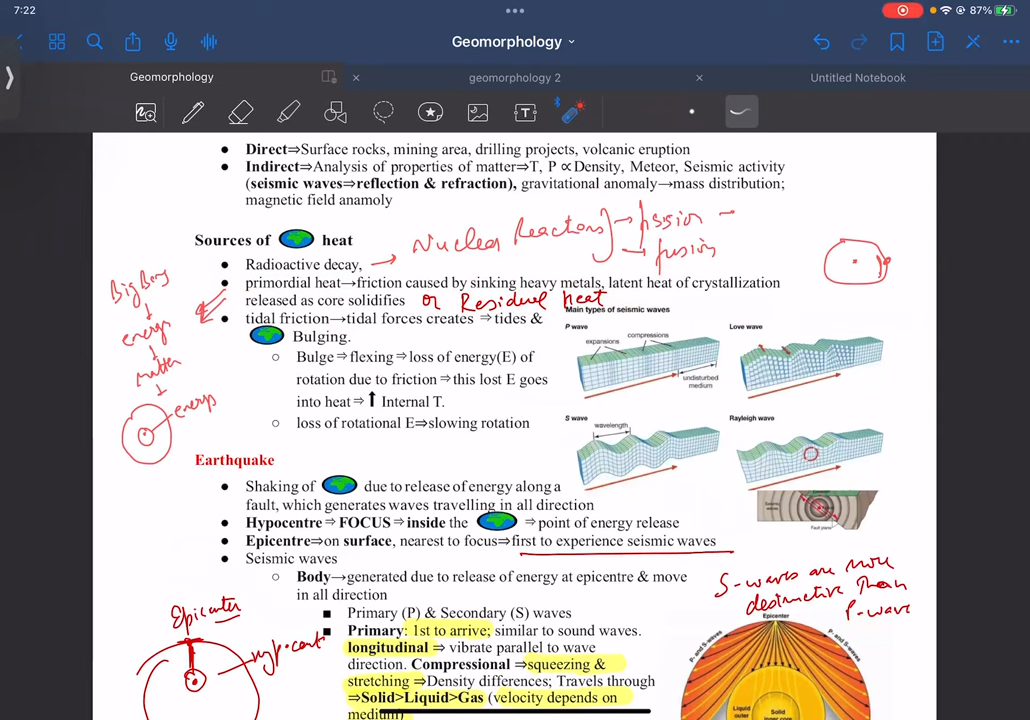 7:22
87%
Geomorphology
Geomorphology
geomorphology 2
Untitled Notebook
● Direct⇒Surface rocks, mining area, drilling projects, volcanic eruption
● Indirect⇒Analysis of properties of matter⇒T, P ∝Density, Meteor, Seismic activity
(seismic waves⇒reflection & refraction), gravitational anomaly→mass distribution;
magnetic field anamoly
Nuclear Reactions → fission –
→ fusion
Sources of heat
● Radioactive decay, →
● primordial heat→friction caused by sinking heavy metals, latent heat of crystallization
released as core solidifies or Residual heat
● tidal friction→tidal forces creates ⇒tides &
Bulging.
○ Bulge⇒flexing⇒loss of energy(E) of
rotation due to friction⇒this lost E goes
into heat⇒⬆ Internal T.
○ loss of rotational E⇒slowing rotation
Big Bang
↓
energy
↓
matter
↓
energy
Main types of seismic waves
P wave
expansions
compressions
undisturbed
medium
Love wave
S wave
wavelength
Rayleigh wave
Earthquake
● Shaking of due to release of energy along a
fault, which generates waves travelling in all direction
● Hypocentre⇒FOCUS⇒inside the ⇒point of energy release
● Epicentre⇒on surface, nearest to focus⇒first to experience seismic waves
● Seismic waves
○ Body→generated due to release of energy at epicentre & move
in all direction
■ Primary (P) & Secondary (S) waves
■ Primary: 1st to arrive; similar to sound waves.
longitudinal ⇒ vibrate parallel to wave
direction. Compressional ⇒squeezing &
stretching ⇒Density differences; Travels through
⇒Solid>Liquid>Gas (velocity depends on
medium)
Epicenter
Hypocent
Fault plane
S-waves are more
destructive than
P-wave
Epicenter
P- and S-waves
P- and S-waves
Liquid
outer
Solid
inner core